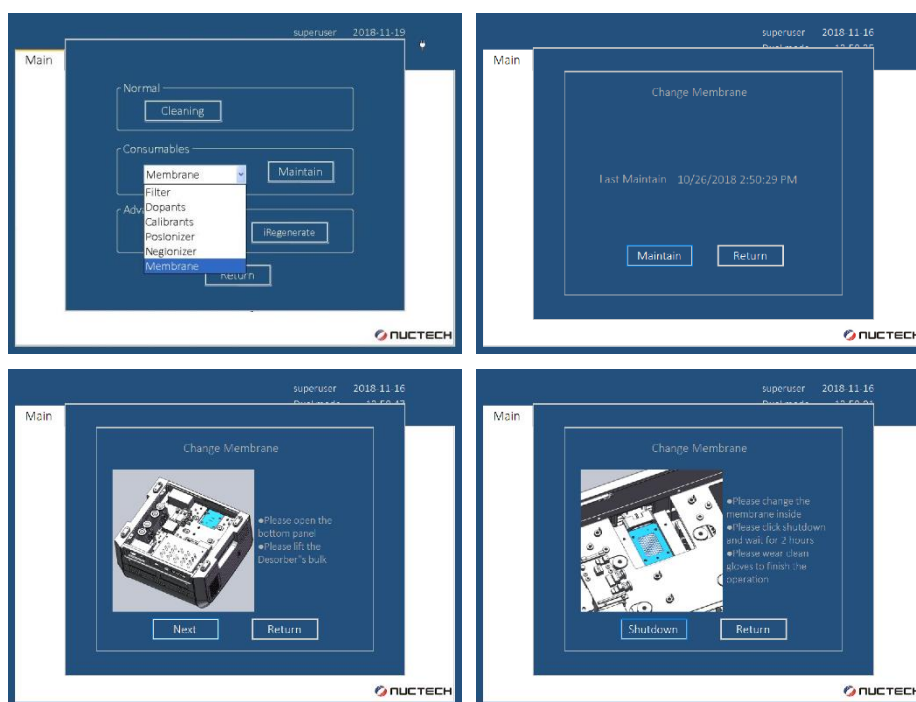 superuser 2018-11-19
Main
Normal
Cleaning
Consumables
Membrane
Maintain
Filter
Dopants
Calibrants
PosIonizer
NegIonizer
Membrane
Adv
iRegenerate
Return
NUCTECH
superuser 2018-11-16
Main
Change Membrane
Last Maintain 10/26/2018 2:50:29 PM
Maintain
Return
NUCTECH
superuser 2018-11-16
Main
Change Membrane
●Please open the
bottom panel
●Please lift the
Desorber"s bulk
Next
Return
NUCTECH
superuser 2018-11-16
Main
Change Membrane
●Please change the
membrane inside
●Please click shutdown
and wait for 2 hours
●Please wear clean
gloves to finish the
operation
Shutdown
Return
NUCTECH